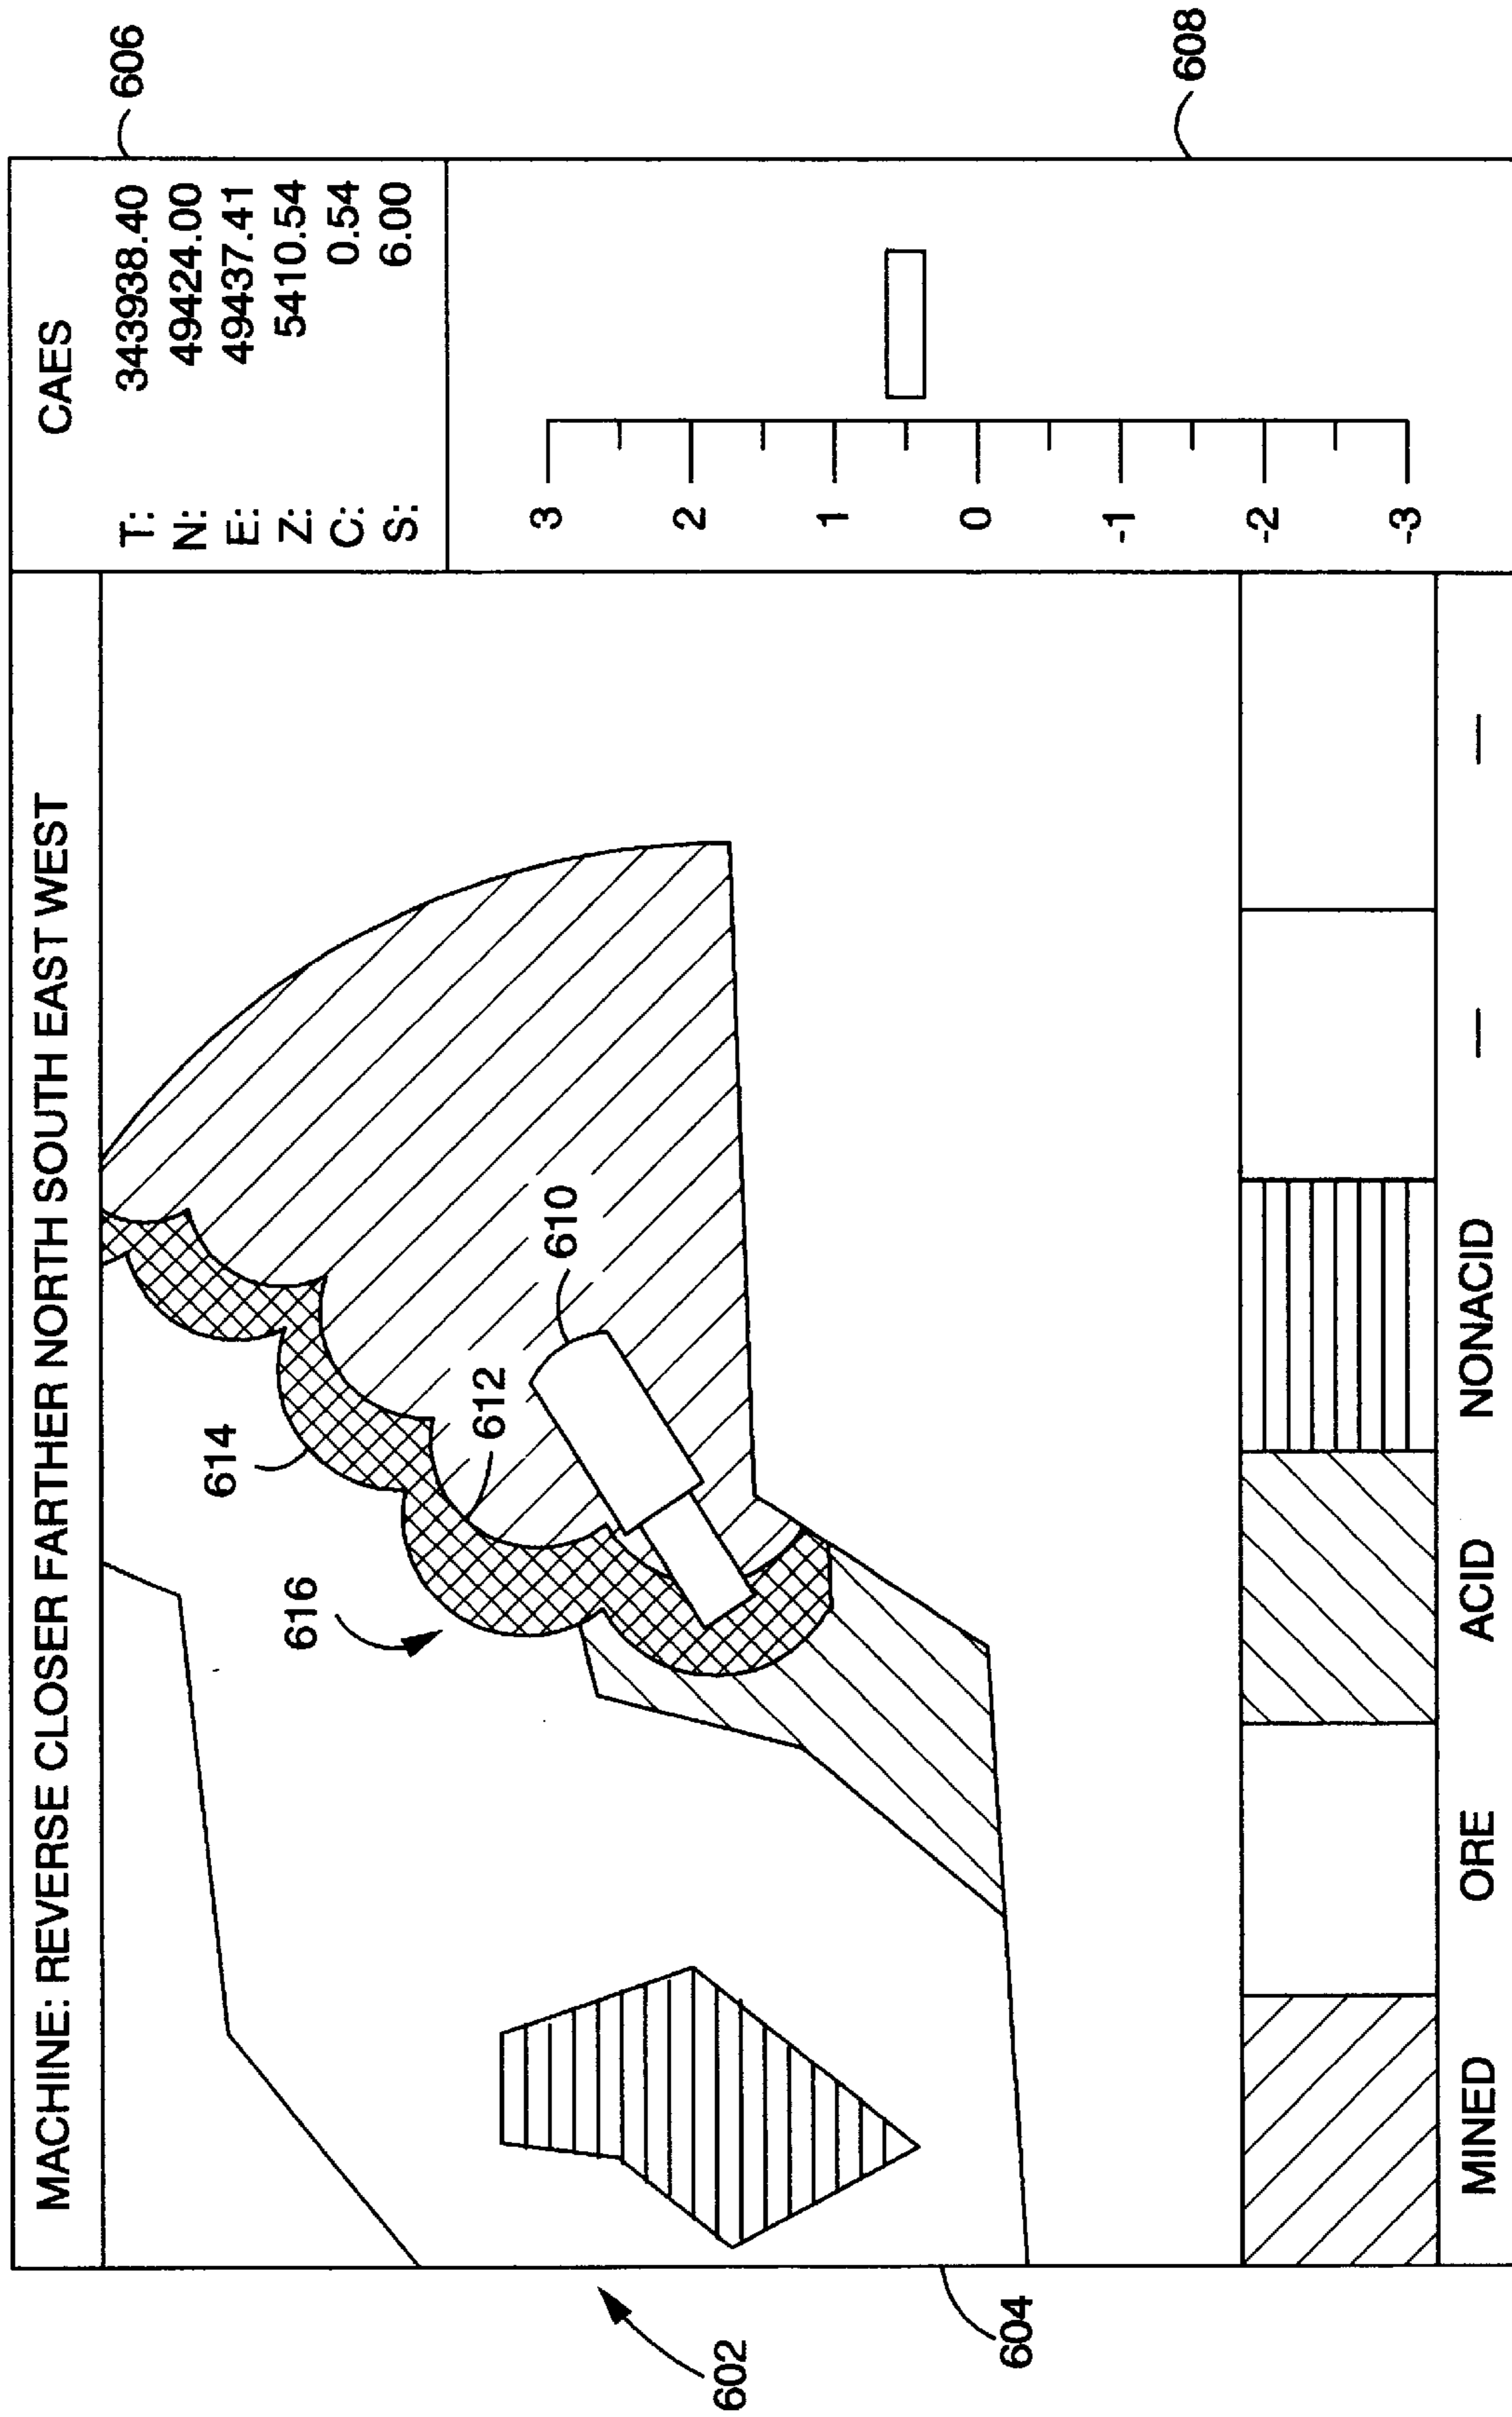 MACHINE: REVERSE CLOSER FARTHER NORTH SOUTH EAST WEST
CAES
606
T: 343938.40
N: 49424.00
E: 49437.41
Z: 5410.54
C: 0.54
S: 6.00
614
616
612
610
602
604
3
2
1
0
-1
-2
-3
608
MINED ORE ACID NONACID — —